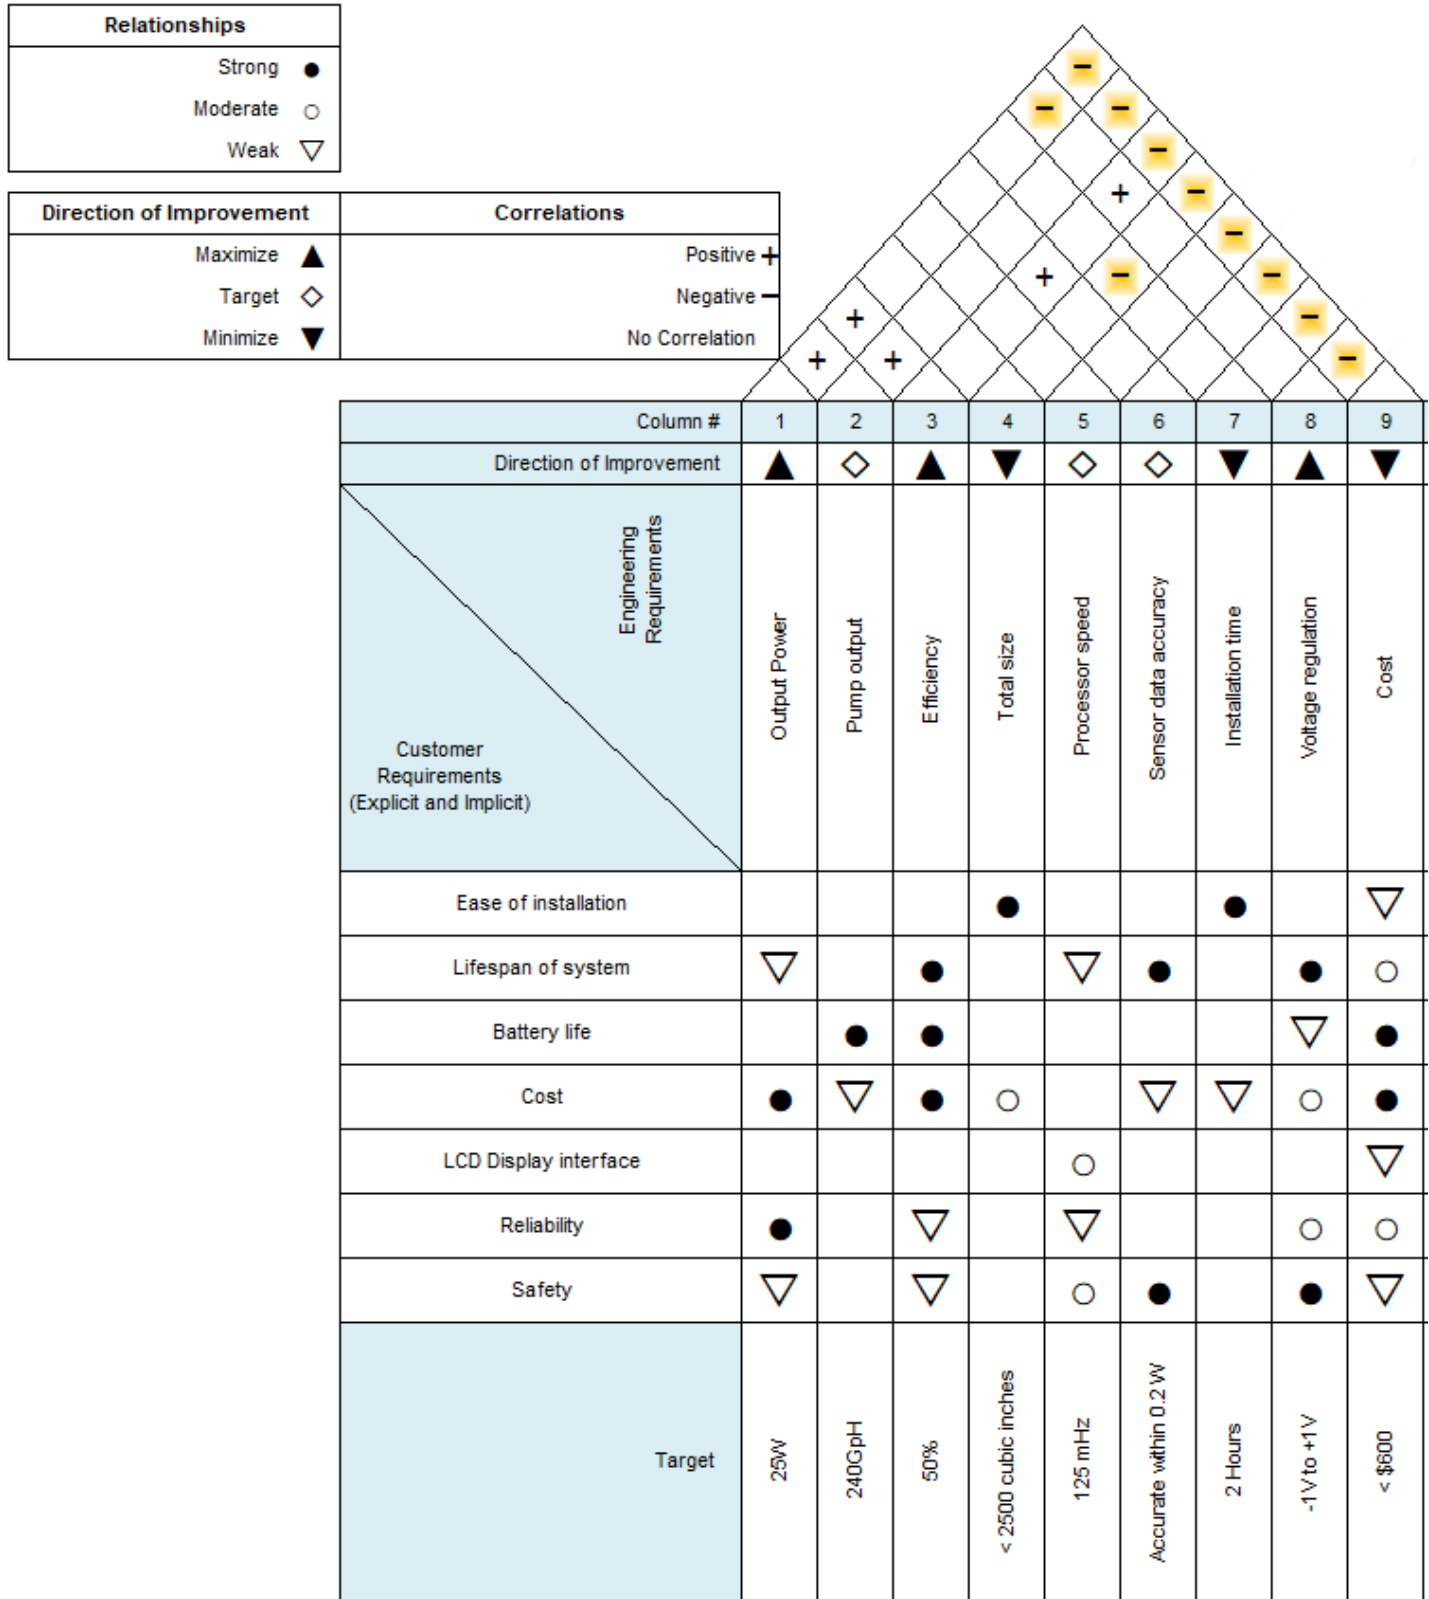 Relationships
Strong ●
Moderate ○
Weak ▽
Direction of Improvement
Maximize ▲
Target ◇
Minimize ▼
Correlations
Positive +
Negative −
No Correlation
−
− −
−
+ −
−
+ − −
+ −
+ + −
Column # 1 2 3 4 5 6 7 8 9
Direction of Improvement ▲ ◇ ▲ ▼ ◇ ◇ ▼ ▲ ▼
Engineering
Requirements
Customer
Requirements
(Explicit and Implicit)
Output Power
Pump output
Efficiency
Total size
Processor speed
Sensor data accuracy
Installation time
Voltage regulation
Cost
Ease of installation ● ● ▽
Lifespan of system ▽ ● ▽ ● ● ○
Battery life ● ● ▽ ●
Cost ● ▽ ● ○ ▽ ▽ ○ ●
LCD Display interface ○ ▽
Reliability ● ▽ ▽ ○ ○
Safety ▽ ▽ ○ ● ● ▽
Target
25W
240GpH
50%
< 2500 cubic inches
125 mHz
Accurate within 0.2 W
2 Hours
-1V to +1V
< $600